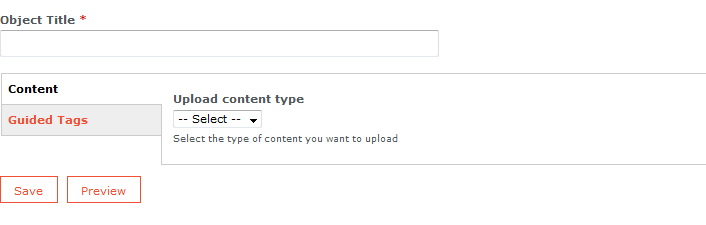 Object Title *
Content
Guided Tags
Upload content type
-- Select --
Select the type of content you want to upload
Save
Preview